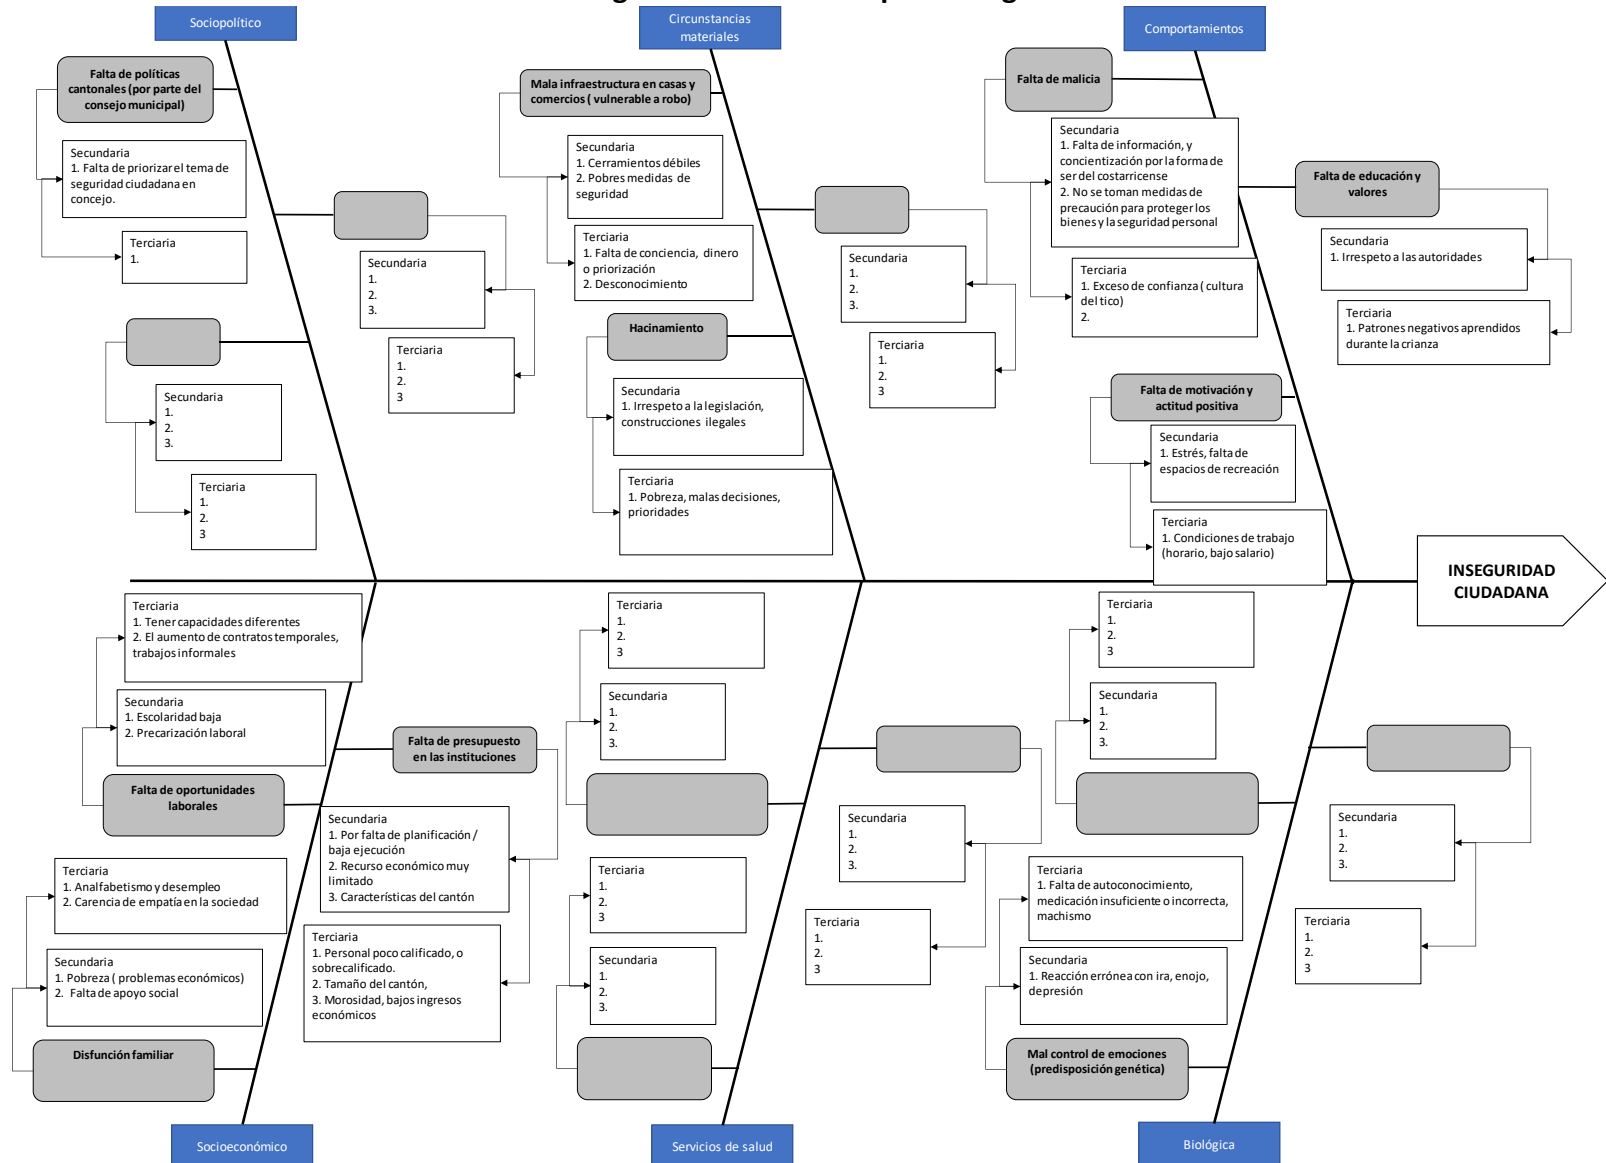 Sociopolítico
Circunstancias
materiales
Comportamientos
Falta de políticas
cantonales (por parte del
consejo municipal)
Secundaria
1. Falta de priorizar el tema de
seguridad ciudadana en
concejo.
Terciaria
1.
Secundaria
1.
2.
3.
Terciaria
1.
2.
3
Secundaria
1.
2.
3.
Terciaria
1.
2.
3
Mala infraestructura en casas y
comercios ( vulnerable a robo)
Secundaria
1. Cerramientos débiles
2. Pobres medidas de
seguridad
Terciaria
1. Falta de conciencia, dinero
o priorización
2. Desconocimiento
Secundaria
1.
2.
3.
Terciaria
1.
2.
3
Hacinamiento
Secundaria
1. Irrespeto a la legislación,
construcciones ilegales
Terciaria
1. Pobreza, malas decisiones,
prioridades
Falta de malicia
Secundaria
1. Falta de información, y
concientización por la forma de
ser del costarricense
2. No se toman medidas de
precaución para proteger los
bienes y la seguridad personal
Terciaria
1. Exceso de confianza ( cultura
del tico)
2.
Falta de educación y
valores
Secundaria
1. Irrespeto a las autoridades
Terciaria
1. Patrones negativos aprendidos
durante la crianza
Falta de motivación y
actitud positiva
Secundaria
1. Estrés, falta de
espacios de recreación
Terciaria
1. Condiciones de trabajo
(horario, bajo salario)
INSEGURIDAD
CIUDADANA
Terciaria
1. Tener capacidades diferentes
2. El aumento de contratos temporales,
trabajos informales
Secundaria
1. Escolaridad baja
2. Precarización laboral
Falta de oportunidades
laborales
Falta de presupuesto
en las instituciones
Secundaria
1. Por falta de planificación /
baja ejecución
2. Recurso económico muy
limitado
3. Características del cantón
Terciaria
1. Personal poco calificado, o
sobrecalificado.
2. Tamaño del cantón,
3. Morosidad, bajos ingresos
económicos
Terciaria
1. Analfabetismo y desempleo
2. Carencia de empatía en la sociedad
Secundaria
1. Pobreza ( problemas económicos)
2. Falta de apoyo social
Disfunción familiar
Socioeconómico
Terciaria
1.
2.
3
Secundaria
1.
2.
3.
Secundaria
1.
2.
3.
Terciaria
1.
2.
3
Terciaria
1.
2.
3
Secundaria
1.
2.
3.
Servicios de salud
Terciaria
1.
2.
3
Secundaria
1.
2.
3.
Secundaria
1.
2.
3.
Terciaria
1.
2.
3
Terciaria
1. Falta de autoconocimiento,
medicación insuficiente o incorrecta,
machismo
Secundaria
1. Reacción errónea con ira, enojo,
depresión
Mal control de emociones
(predisposición genética)
Biológica